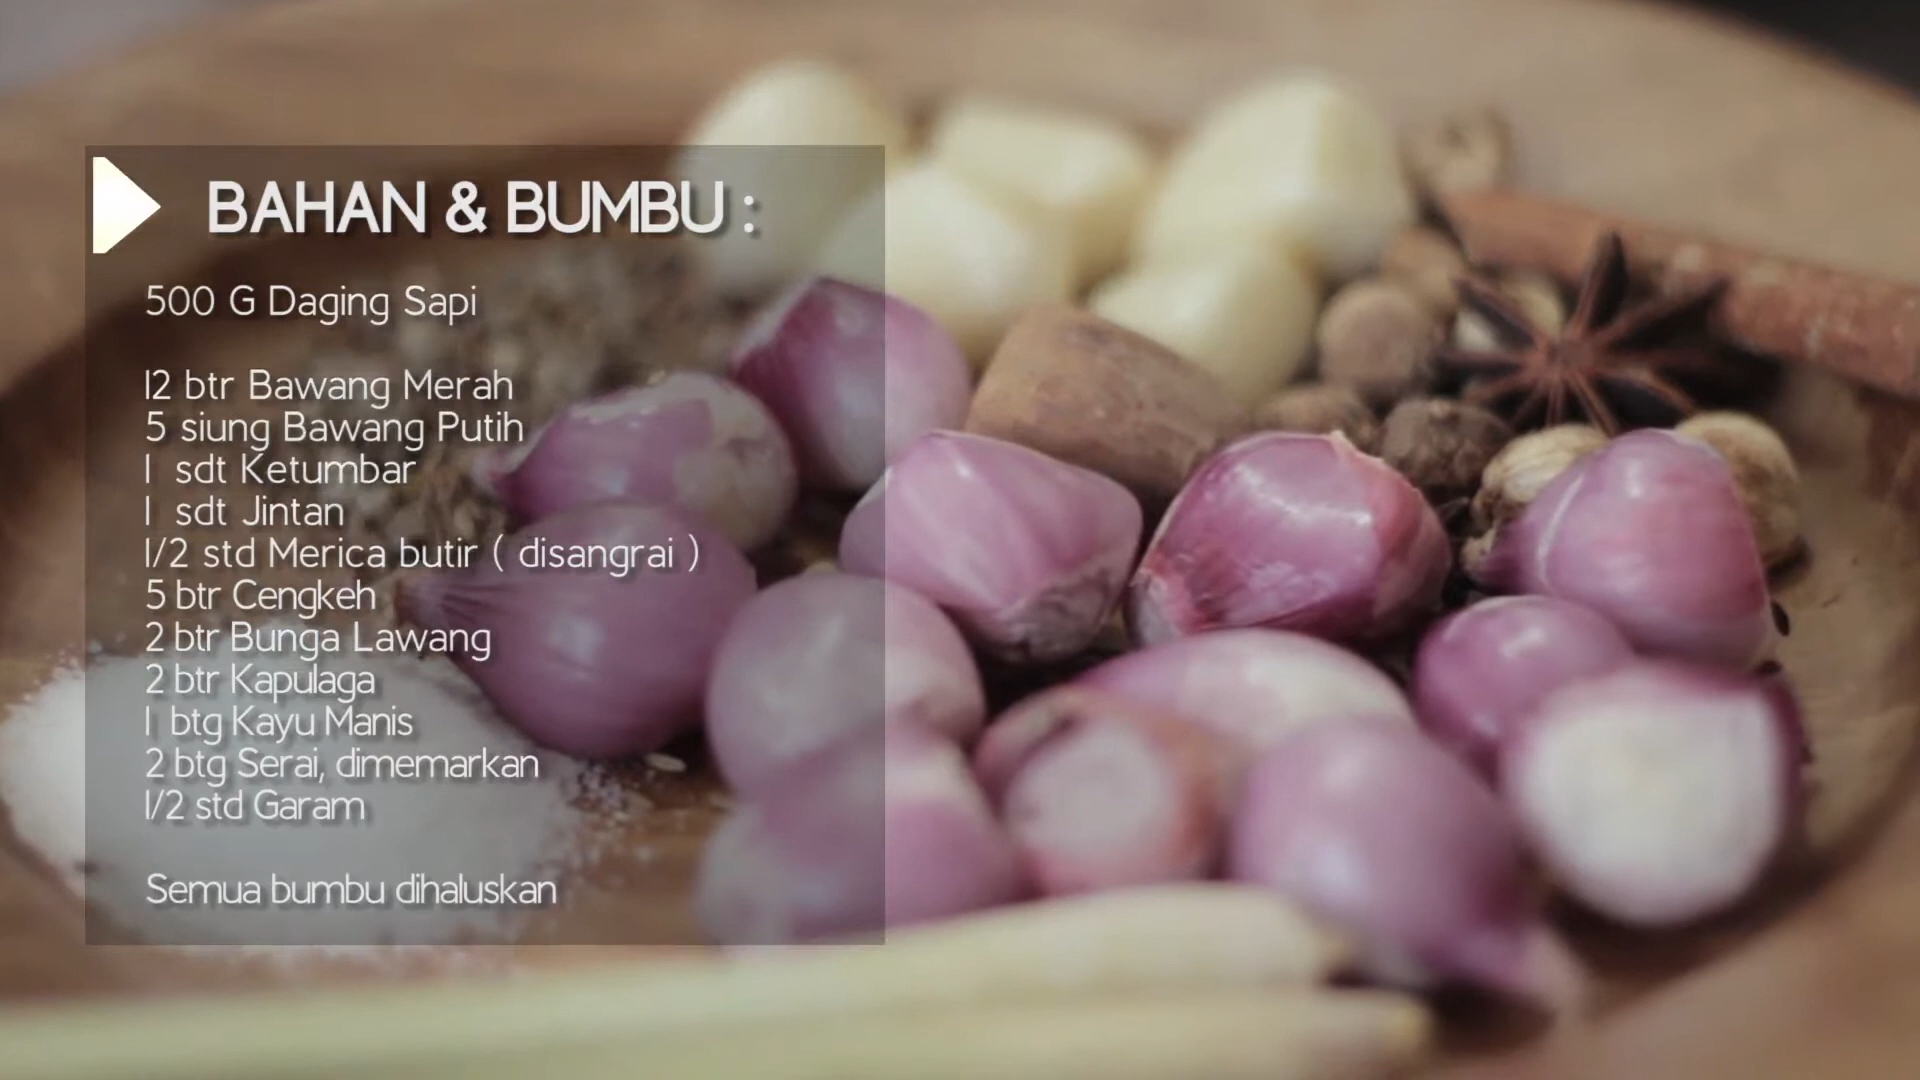 BAHAN & BUMBU :
500 G Daging Sapi
12 btr Bawang Merah
5 siung Bawang Putih
1 sdt Ketumbar
1 sdt Jintan
1/2 std Merica butir ( disangrai )
5 btr Cengkeh
2 btr Bunga Lawang
2 btr Kapulaga
1 btg Kayu Manis
2 btg Serai, dimemarkan
1/2 std Garam
Semua bumbu dihaluskan